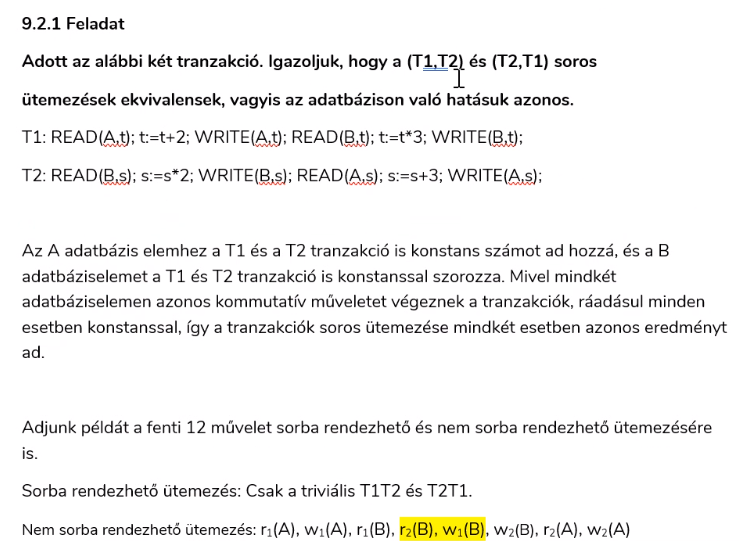 9.2.1 Feladat
Adott az alábbi két tranzakció. Igazoljuk, hogy a (T1,T2) és (T2,T1) soros
ütemezések ekvivalensek, vagyis az adatbázison való hatásuk azonos.
T1: READ(A,t); t:=t+2; WRITE(A,t); READ(B,t); t:=t*3; WRITE(B,t);
T2: READ(B,s); s:=s*2; WRITE(B,s); READ(A,s); s:=s+3; WRITE(A,s);
Az A adatbázis elemhez a T1 és a T2 tranzakció is konstans számot ad hozzá, és a B
adatbáziselemet a T1 és T2 tranzakció is konstanssal szorozza. Mivel mindkét
adatbáziselemen azonos kommutatív műveletet végeznek a tranzakciók, ráadásul minden
esetben konstanssal, így a tranzakciók soros ütemezése mindkét esetben azonos eredményt
ad.
Adjunk példát a fenti 12 művelet sorba rendezhető és nem sorba rendezhető ütemezésére
is.
Sorba rendezhető ütemezés: Csak a triviális T1T2 és T2T1.
Nem sorba rendezhető ütemezés: r₁(A), w₁(A), r₁(B), r₂(B), w₁(B), w₂(B), r₂(A), w₂(A)